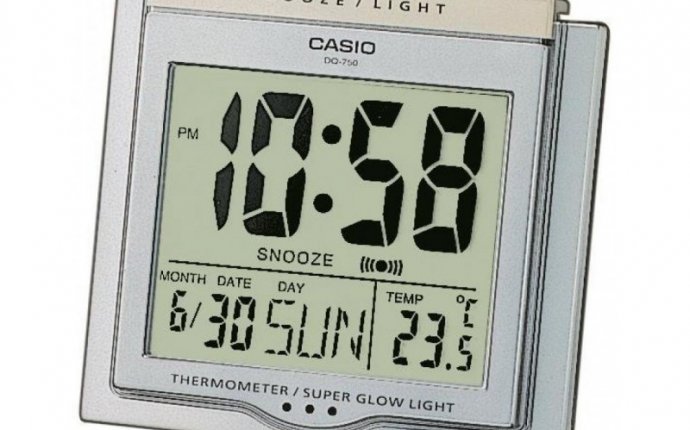 SNOOZE / LIGHT
CASIO
DQ-750
PM 10:58
SNOOZE
MONTH DATE DAY TEMP °C
6/30 SUN 23.5
THERMOMETER / SUPER GLOW LIGHT